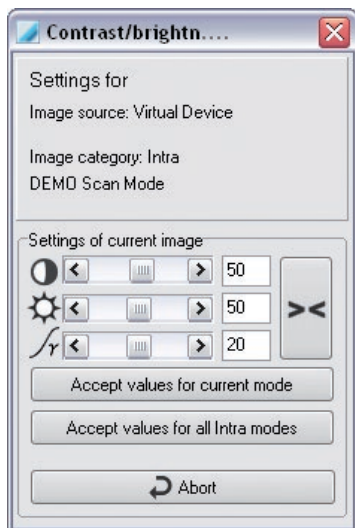 Contrast/brightn....
Settings for
Image source: Virtual Device
Image category: Intra
DEMO Scan Mode
Settings of current image
50
50
γ 20
><
Accept values for current mode
Accept values for all Intra modes
Abort